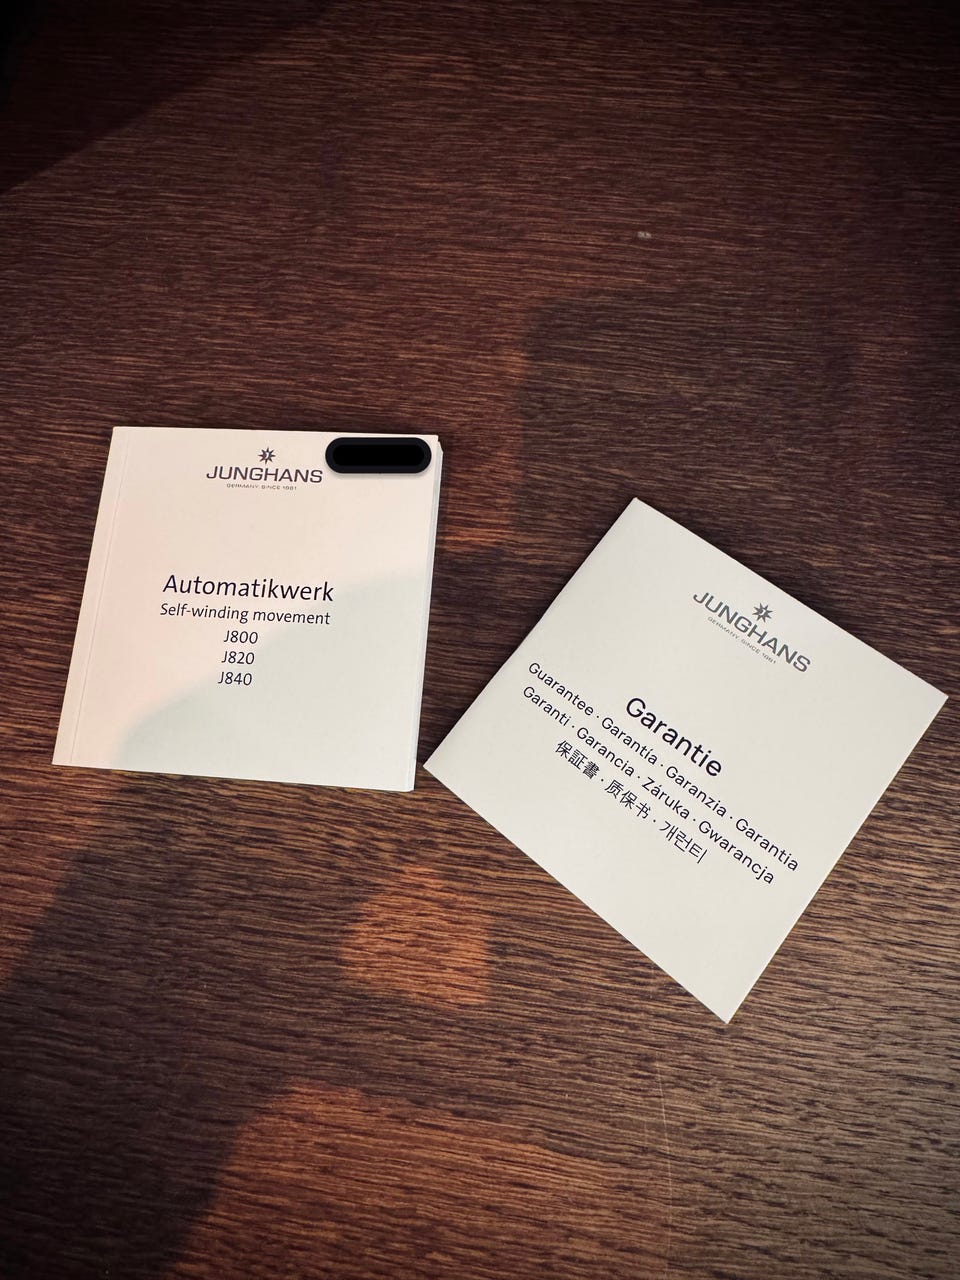 JUNGHANS
GERMANY. SINCE 1861
Automatikwerk
Self-winding movement
J800
J820
J840
JUNGHANS
GERMANY. SINCE 1861
Garantie
Guarantee · Garantía · Garanzia · Garantia
Garanti · Garancia · Záruka · Gwarancja
保証書 · 质保书 · 개런티